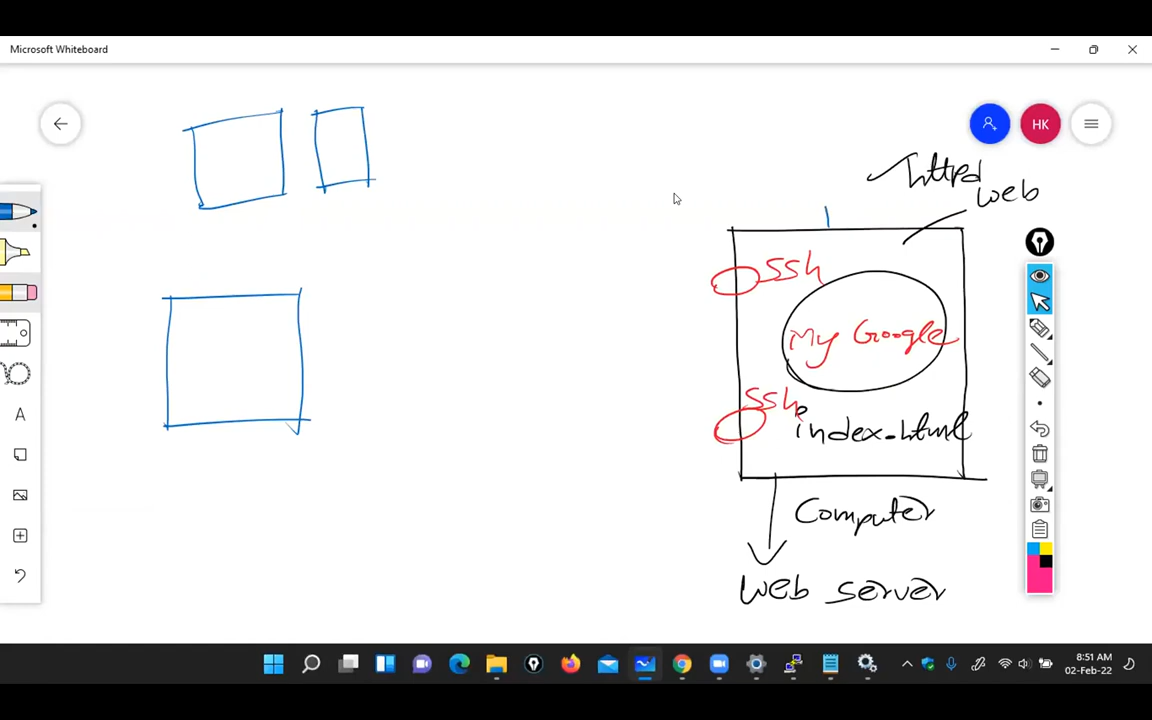 Microsoft Whiteboard
HK
httpd
web
ssh
My Google
ssh
index.html
A
Computer
Web server
8:51 AM
02-Feb-22